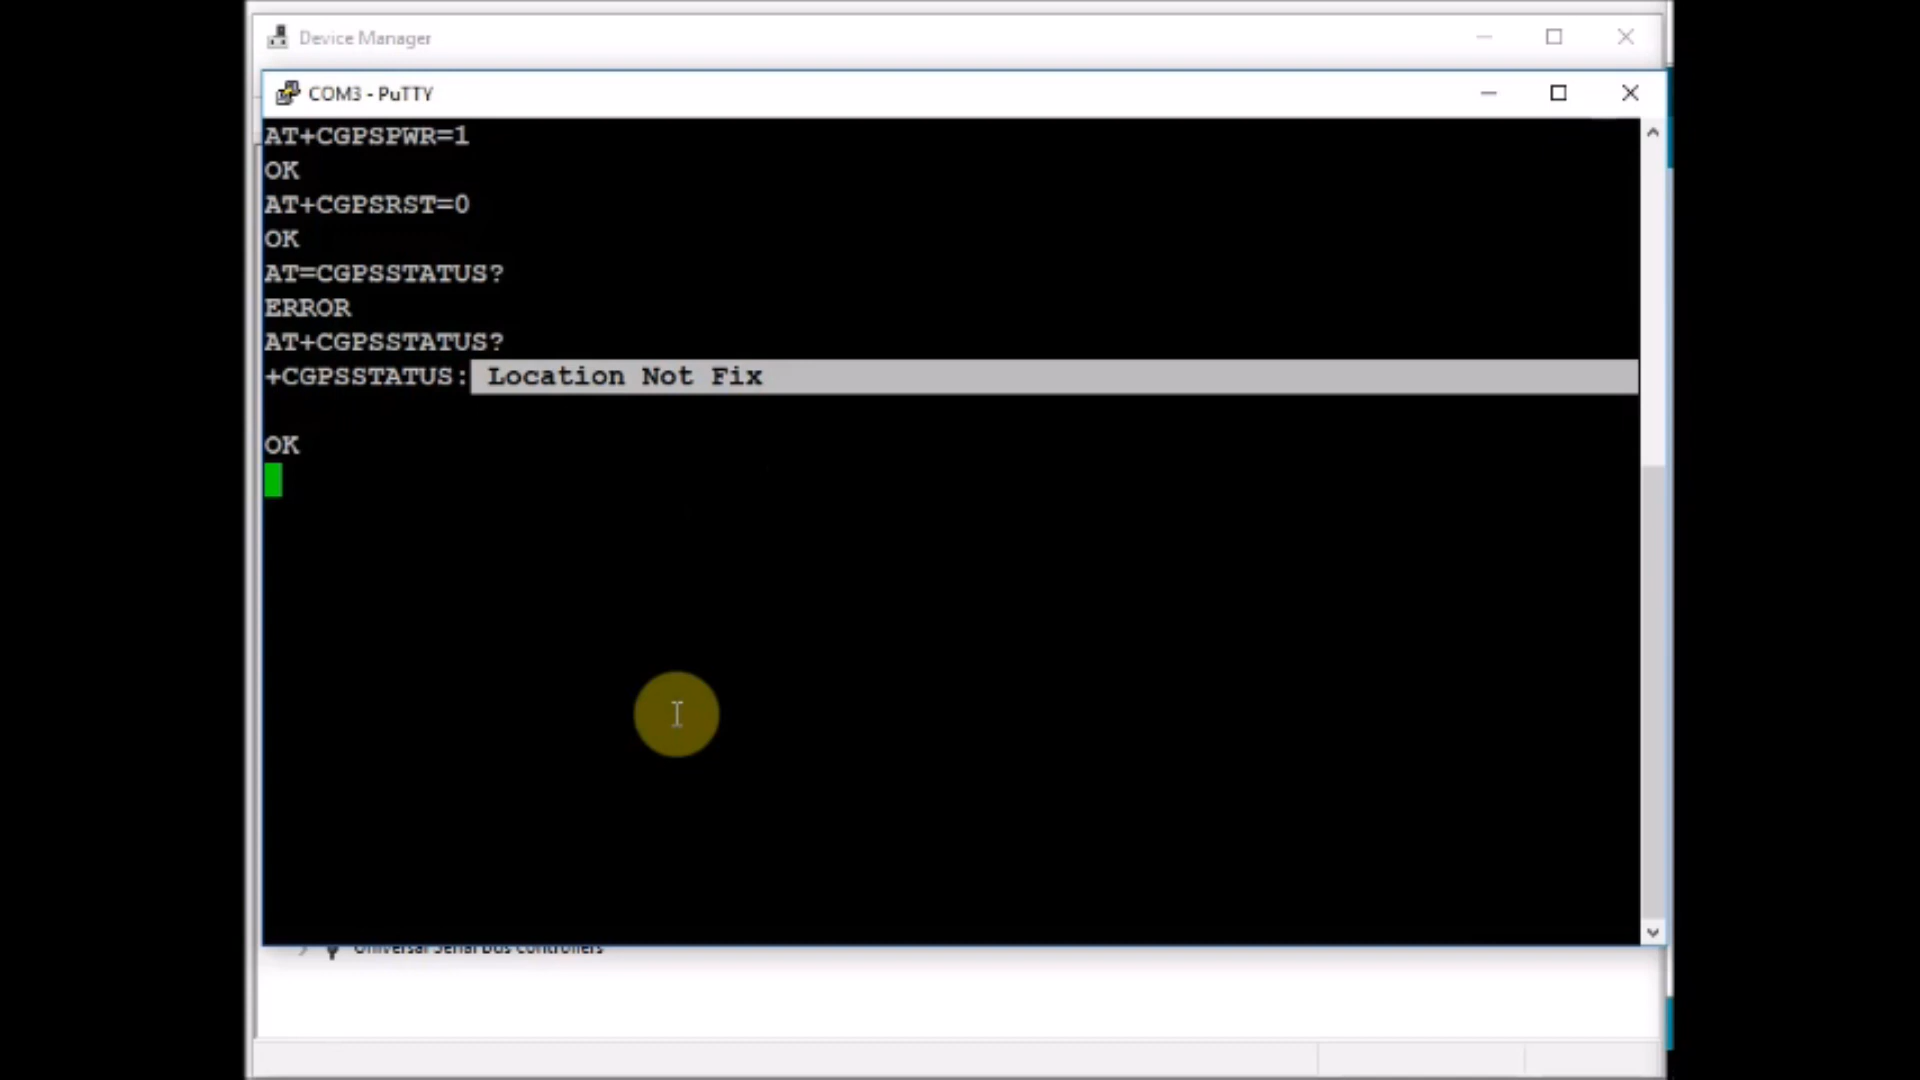 Device Manager
COM3 - PuTTY
AT+CGPSPWR=1
OK
AT+CGPSRST=0
OK
AT=CGPSSTATUS?
ERROR
AT+CGPSSTATUS?
+CGPSSTATUS: Location Not Fix
OK
Universal Serial Bus controllers